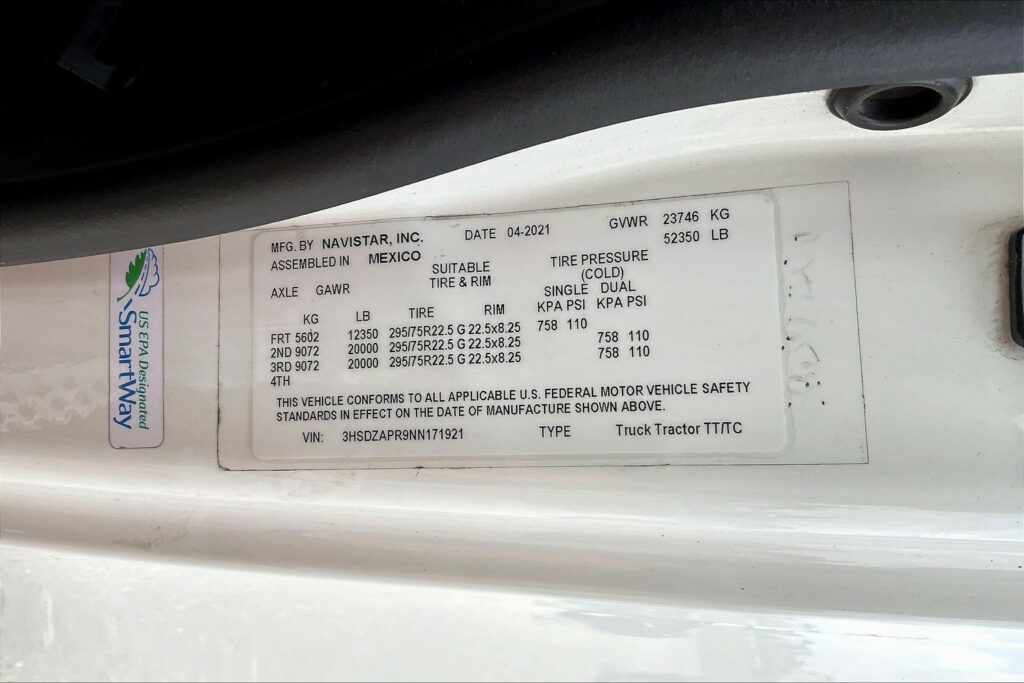 MFG. BY NAVISTAR, INC. DATE 04-2021 GVWR 23746 KG
52350 LB
ASSEMBLED IN MEXICO
SUITABLE TIRE PRESSURE
TIRE & RIM (COLD)
AXLE GAWR SINGLE DUAL
KG LB TIRE RIM KPA PSI KPA PSI
FRT 5602 12350 295/75R22.5 G 22.5x8.25 758 110
2ND 9072 20000 295/75R22.5 G 22.5x8.25 758 110
3RD 9072 20000 295/75R22.5 G 22.5x8.25 758 110
4TH
THIS VEHICLE CONFORMS TO ALL APPLICABLE U.S. FEDERAL MOTOR VEHICLE SAFETY
STANDARDS IN EFFECT ON THE DATE OF MANUFACTURE SHOWN ABOVE.
VIN: 3HSDZAPR9NN171921 TYPE Truck Tractor TT/TC
US EPA Designated
SmartWay